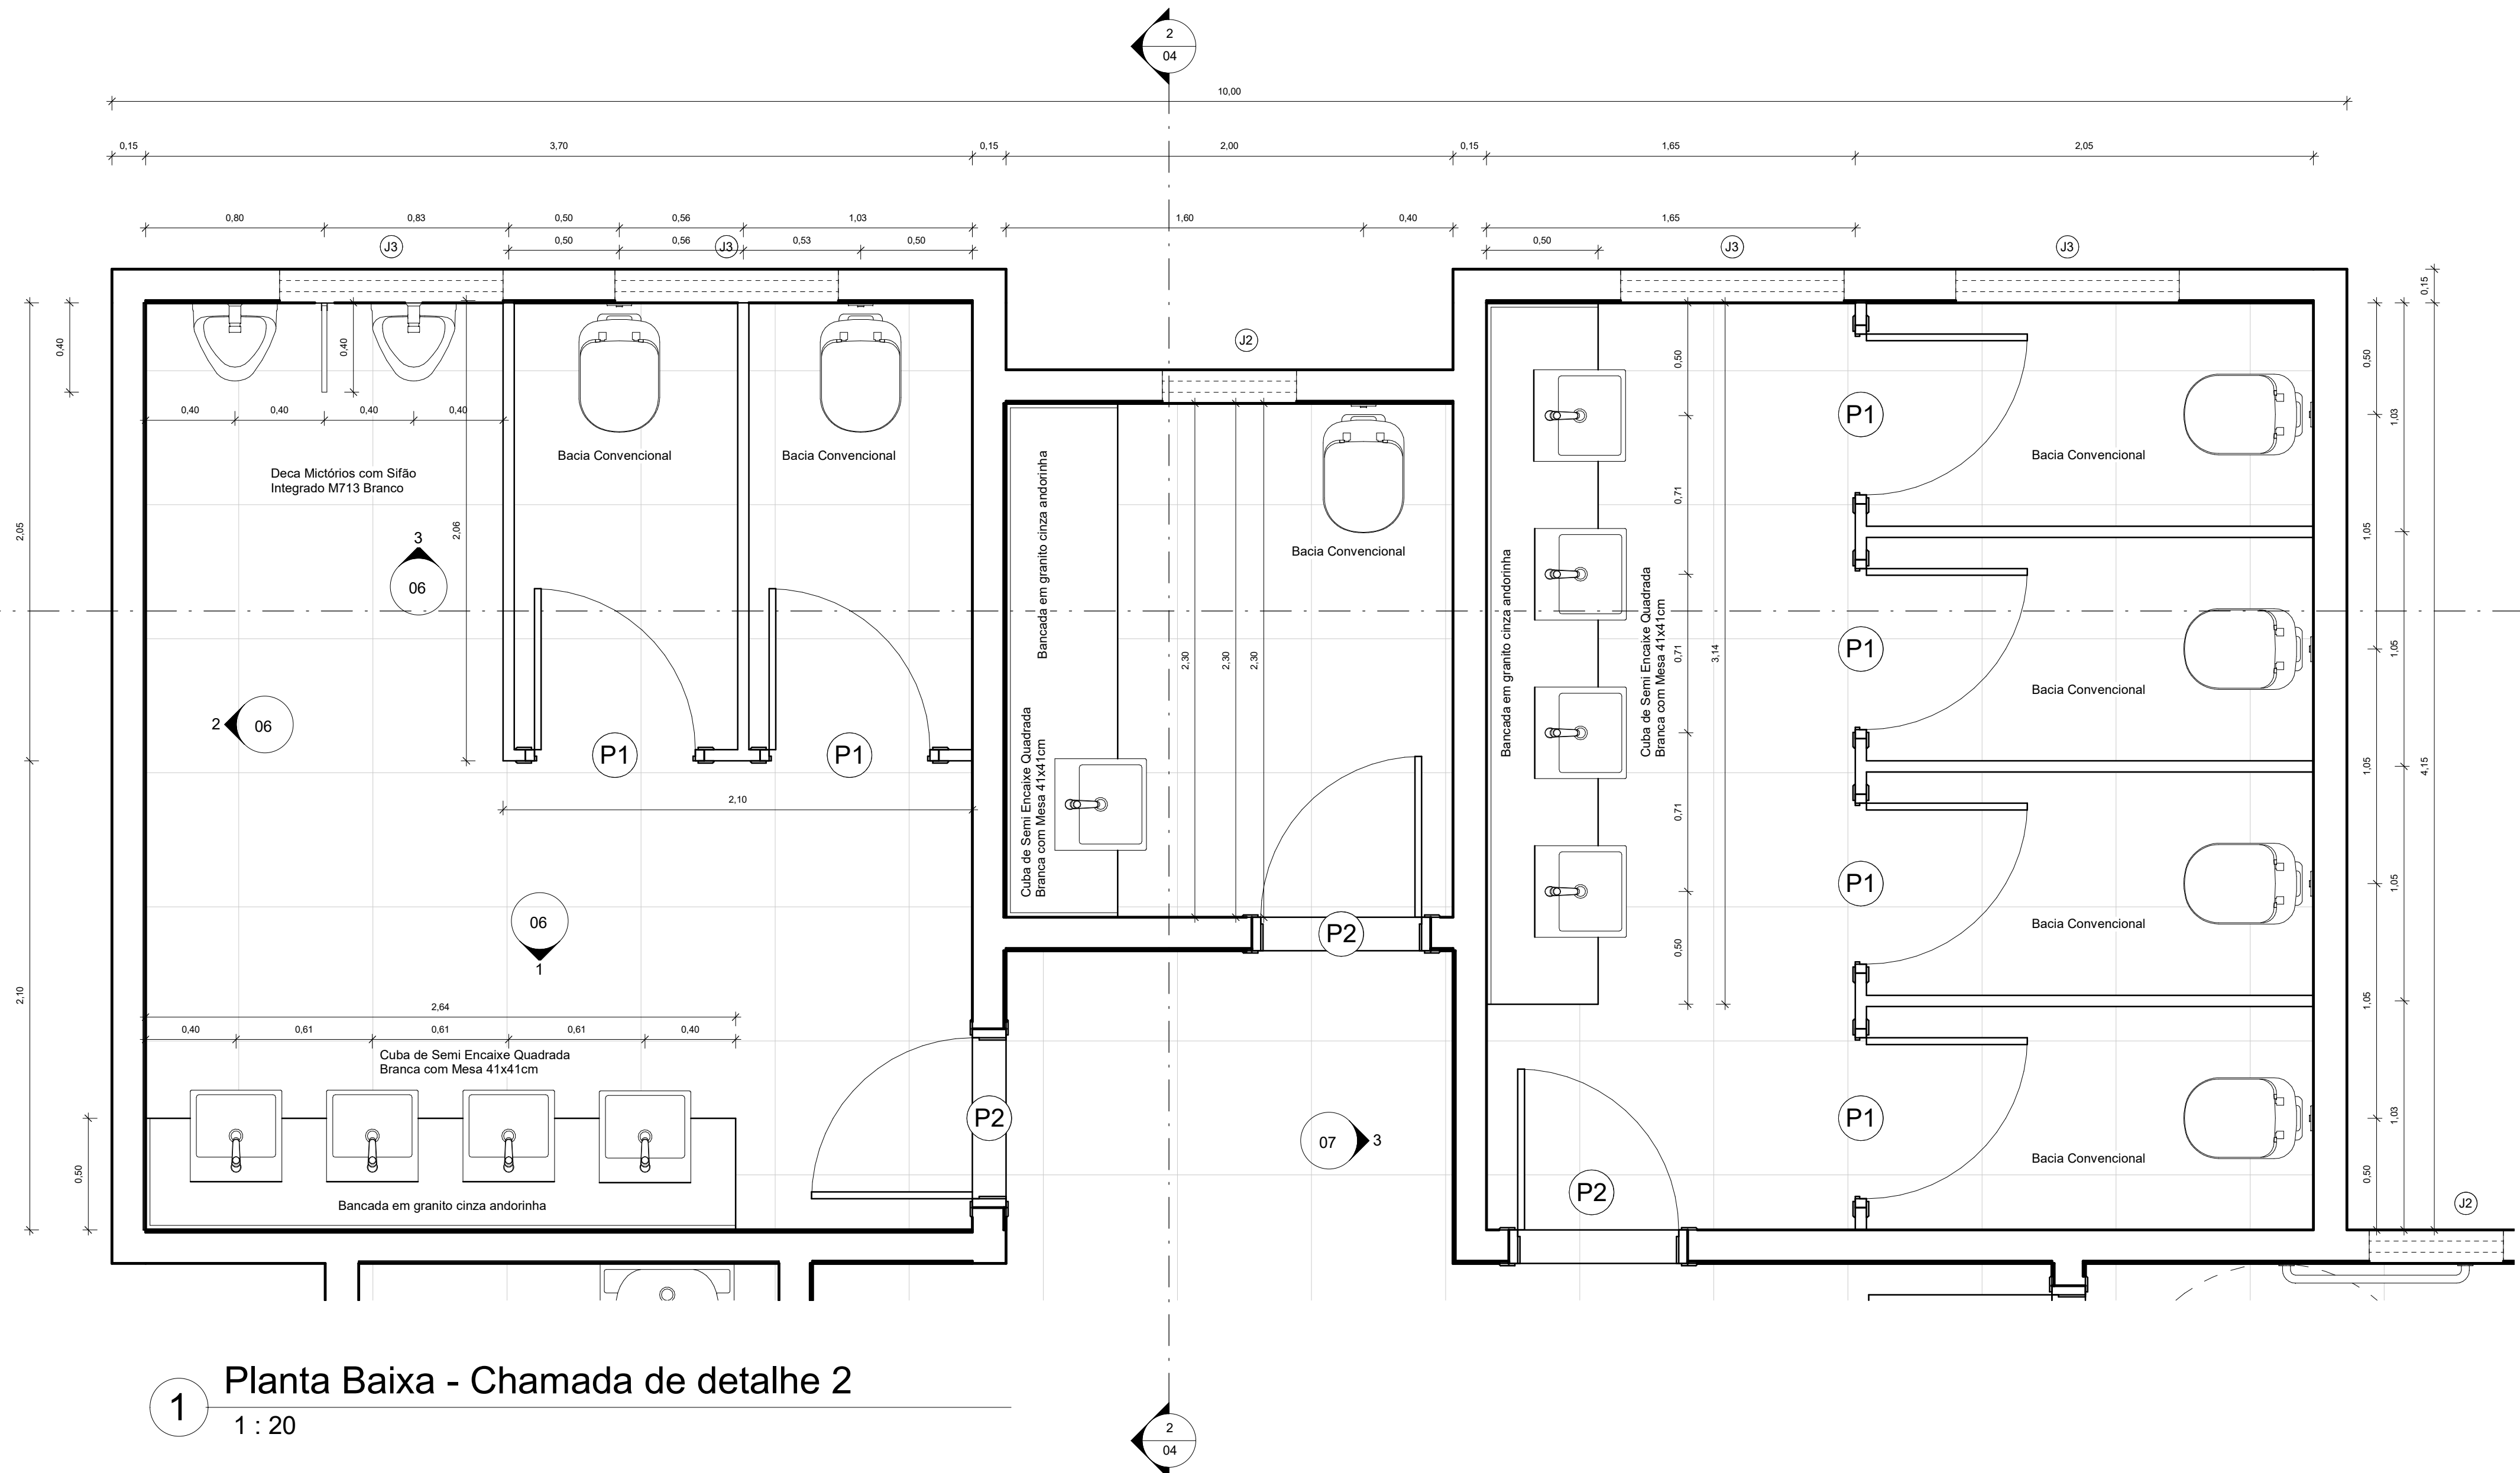 2
04
10,00
0,15
3,70
0,15
2,00
0,15
1,65
2,05
0,80
0,83
0,50
0,56
1,03
1,60
0,40
1,65
J3
0,50
0,56
J3
0,53
0,50
0,50
J3
J3
0,15
J2
0,40
0,40
0,50
0,50
1,03
0,40
0,40
0,40
0,40
P1
Bacia Convencional
Bacia Convencional
Bacia Convencional
Deca Mictórios com Sifão
Integrado M713 Branco
Bancada em granito cinza andorinha
0,71
2,05
2,06
3
06
1,05
Bacia Convencional
Bancada em granito cinza andorinha
Cuba de Semi Encaixe Quadrada
Branca com Mesa 41x41cm
2,30
2,30
2,30
0,71
3,14
P1
1,05
Bacia Convencional
2
06
P1
P1
Cuba de Semi Encaixe Quadrada
Branca com Mesa 41x41cm
1,05
4,15
2,10
0,71
P1
1,05
06
1
P2
Bacia Convencional
0,50
2,10
2,64
0,40
0,61
0,61
0,61
0,40
1,05
Cuba de Semi Encaixe Quadrada
Branca com Mesa 41x41cm
P2
P1
1,03
07
3
Bacia Convencional
0,50
0,50
P2
J2
Bancada em granito cinza andorinha
1
Planta Baixa - Chamada de detalhe 2
1 : 20
2
04